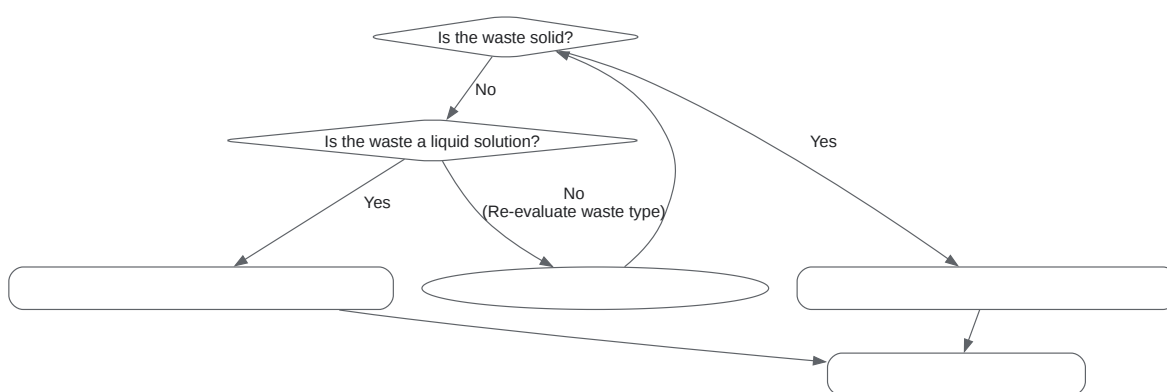 Is the waste solid?
No
Is the waste a liquid solution?
Yes
Yes
No
(Re-evaluate waste type)